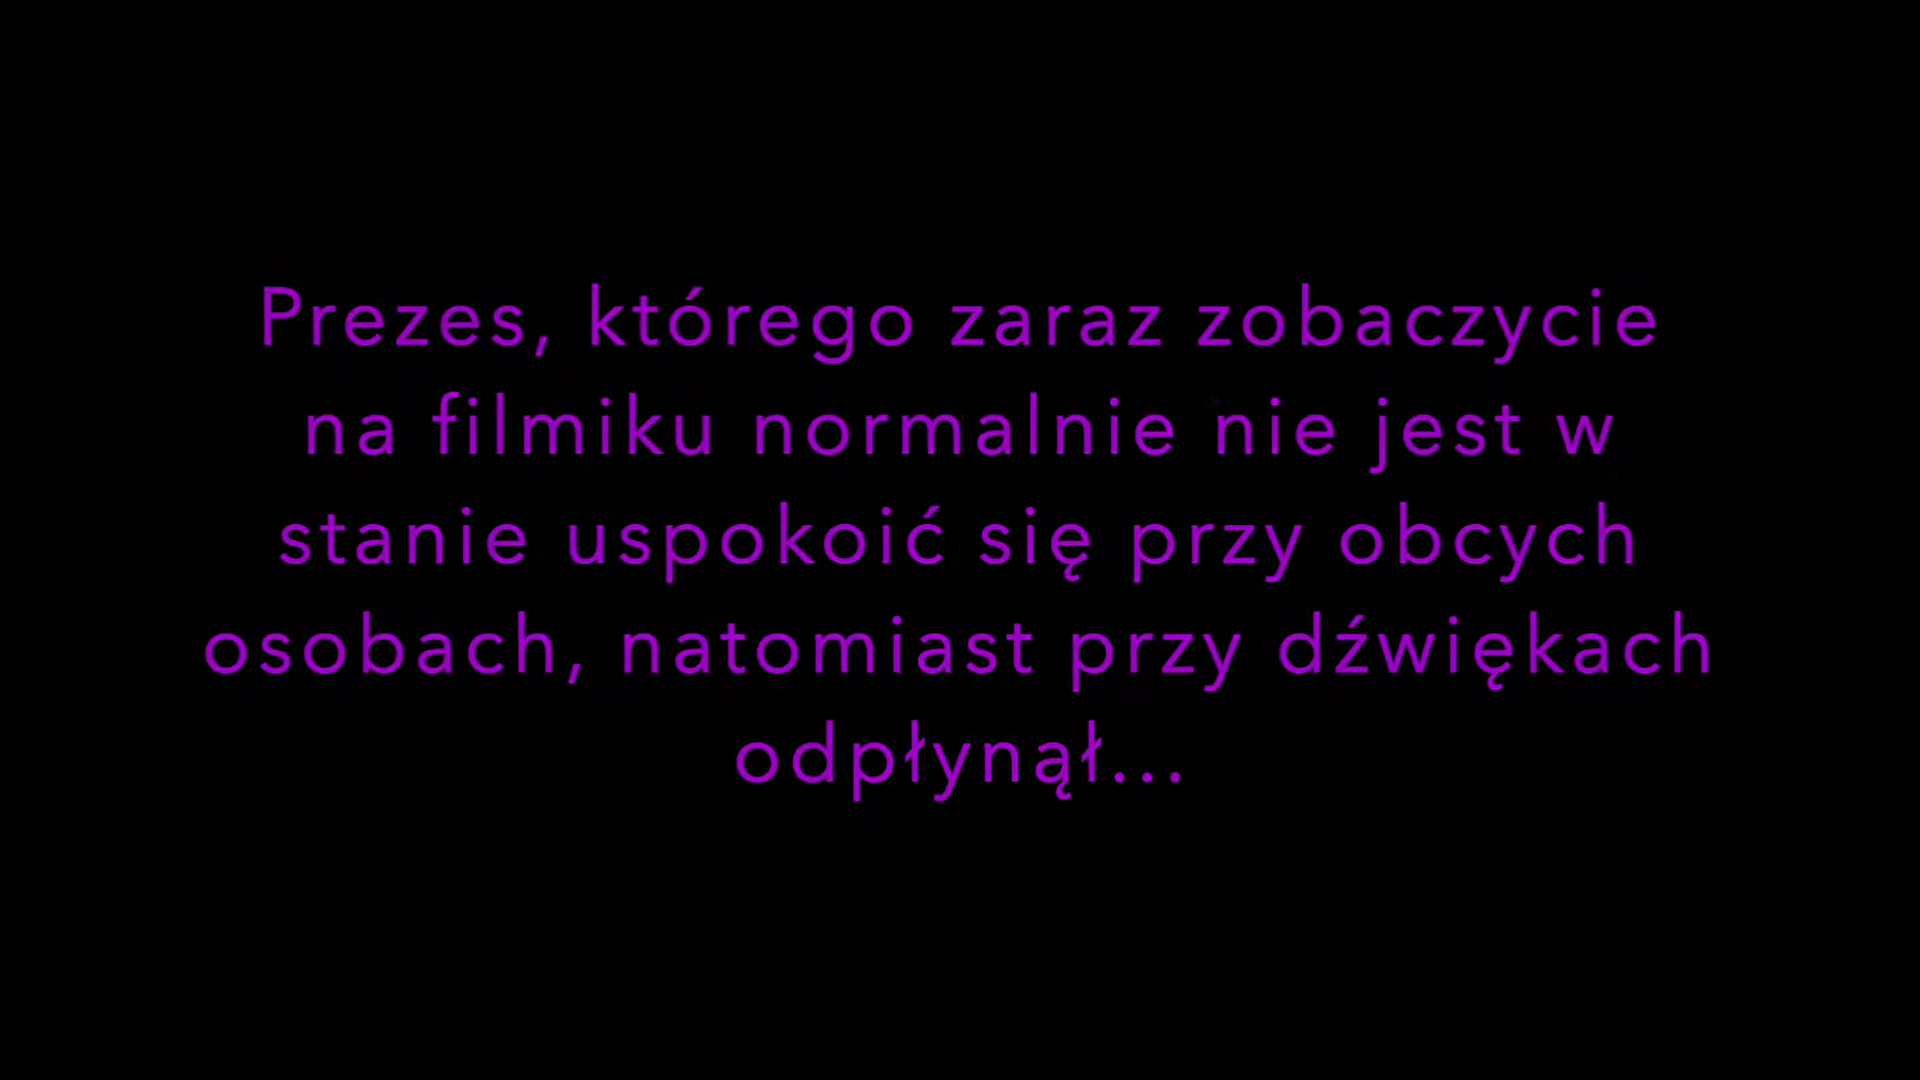 Prezes, którego zaraz zobaczycie
na filmiku normalnie nie jest w
stanie uspokoić się przy obcych
osobach, natomiast przy dźwiękach
odpłynął...